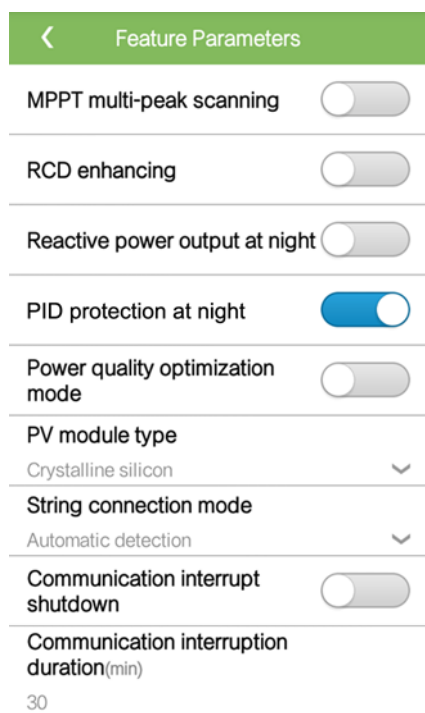 Feature Parameters
MPPT multi-peak scanning
RCD enhancing
Reactive power output at night
PID protection at night
Power quality optimization
mode
PV module type
Crystalline silicon
String connection mode
Automatic detection
Communication interrupt
shutdown
Communication interruption
duration(min)
30